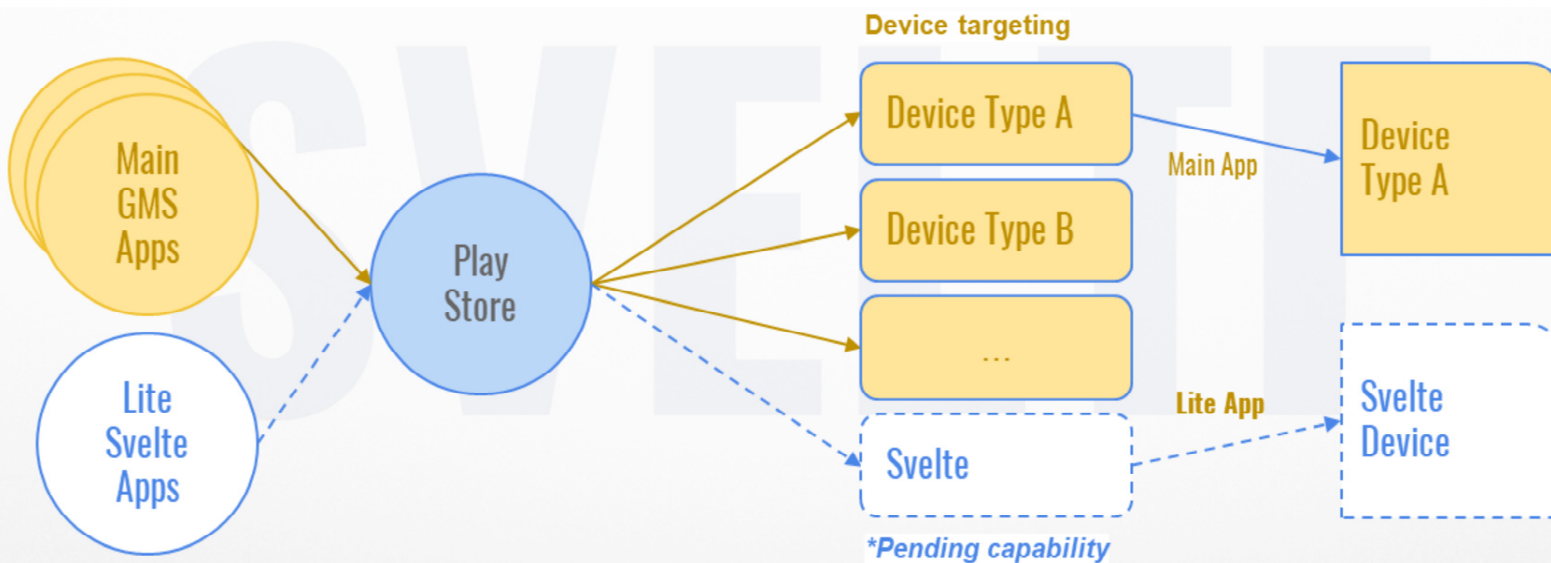 SVELTE
Device targeting
Main
GMS
Apps
Lite
Svelte
Apps
Play
Store
Device Type A
Device Type B
...
Svelte
*Pending capability
Main App
Lite App
Device
Type A
Svelte
Device